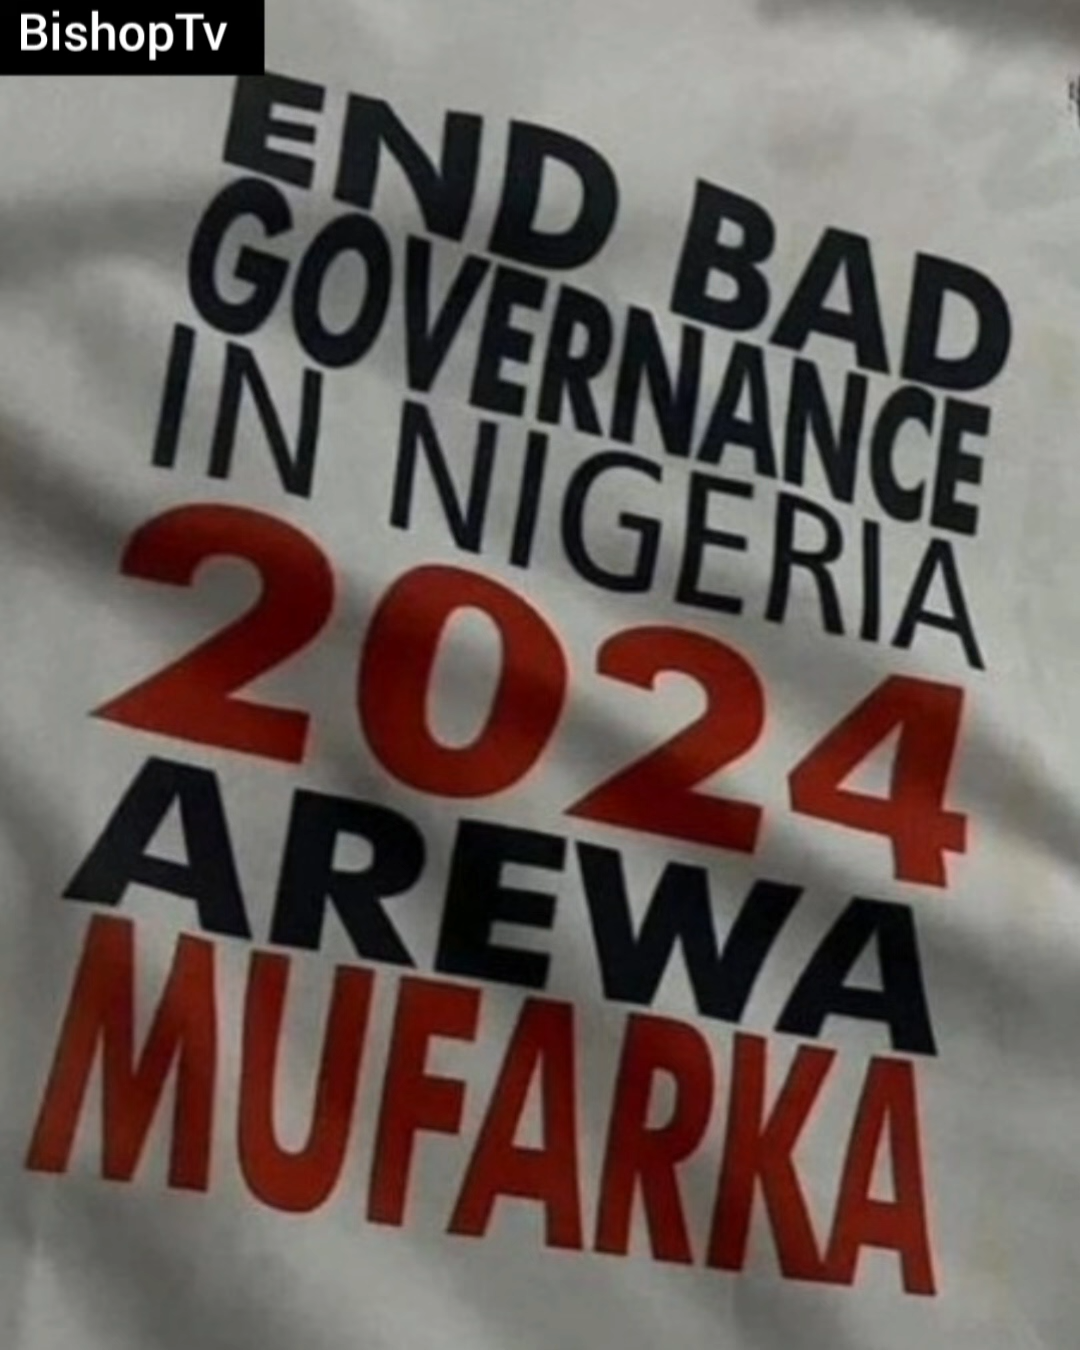 BishopTv
END BAD
GOVERNANCE
IN NIGERIA
2024
AREWA
MUFARKA